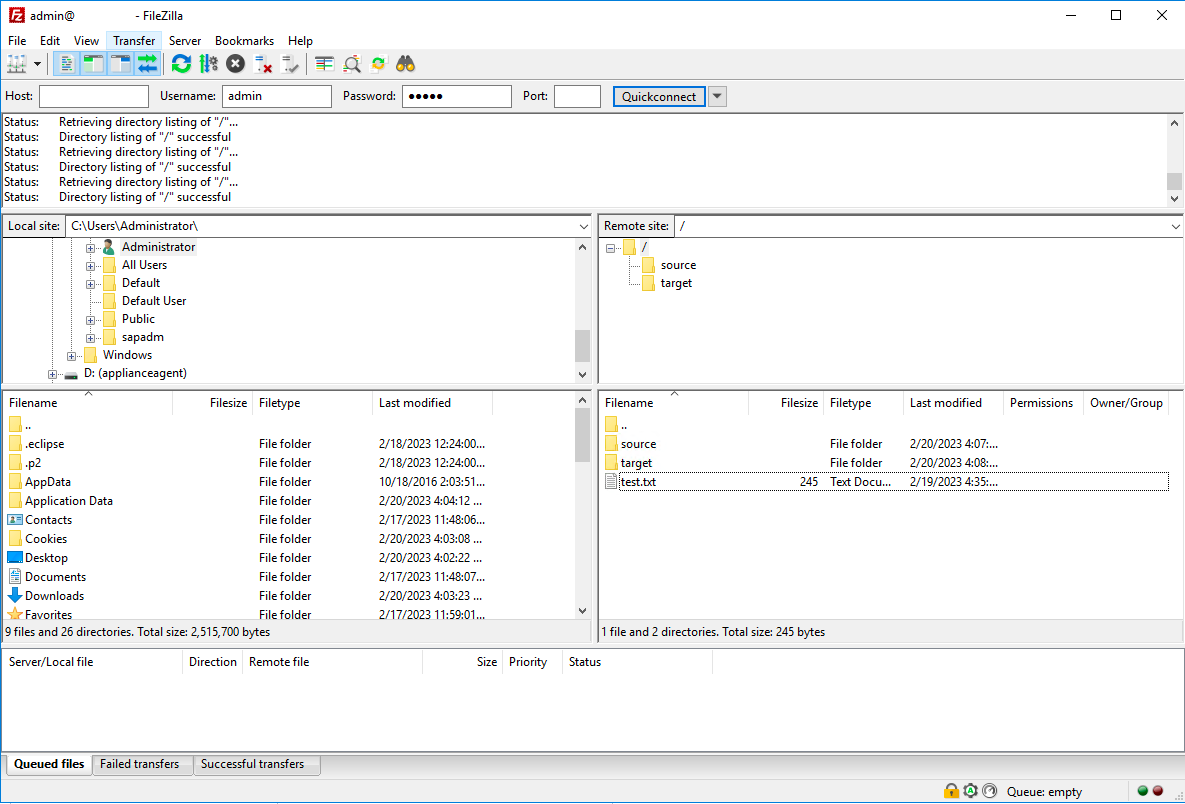 admin@ - FileZilla
File Edit View Transfer Server Bookmarks Help
Host: Username: admin Password: ●●●●● Port: Quickconnect
Status: Retrieving directory listing of "/"...
Status: Directory listing of "/" successful
Status: Retrieving directory listing of "/"...
Status: Directory listing of "/" successful
Status: Retrieving directory listing of "/"...
Status: Directory listing of "/" successful
Local site: C:\Users\Administrator\
Administrator
All Users
Default
Default User
Public
sapadm
Windows
D: (applianceagent)
Remote site: /
/
source
target
Filename Filesize Filetype Last modified
..
.eclipse File folder 2/18/2023 12:24:00...
.p2 File folder 2/18/2023 12:24:00...
AppData File folder 10/18/2016 2:03:51...
Application Data File folder 2/20/2023 4:04:12 ...
Contacts File folder 2/17/2023 11:48:06...
Cookies File folder 2/20/2023 4:03:08 ...
Desktop File folder 2/20/2023 4:02:22 ...
Documents File folder 2/17/2023 11:48:07...
Downloads File folder 2/20/2023 4:03:23 ...
Favorites File folder 2/17/2023 11:59:01...
9 files and 26 directories. Total size: 2,515,700 bytes
Filename Filesize Filetype Last modified Permissions Owner/Group
..
source File folder 2/20/2023 4:07:...
target File folder 2/20/2023 4:08:...
test.txt 245 Text Docu... 2/19/2023 4:35:...
1 file and 2 directories. Total size: 245 bytes
Server/Local file Direction Remote file Size Priority Status
Queued files Failed transfers Successful transfers
Queue: empty